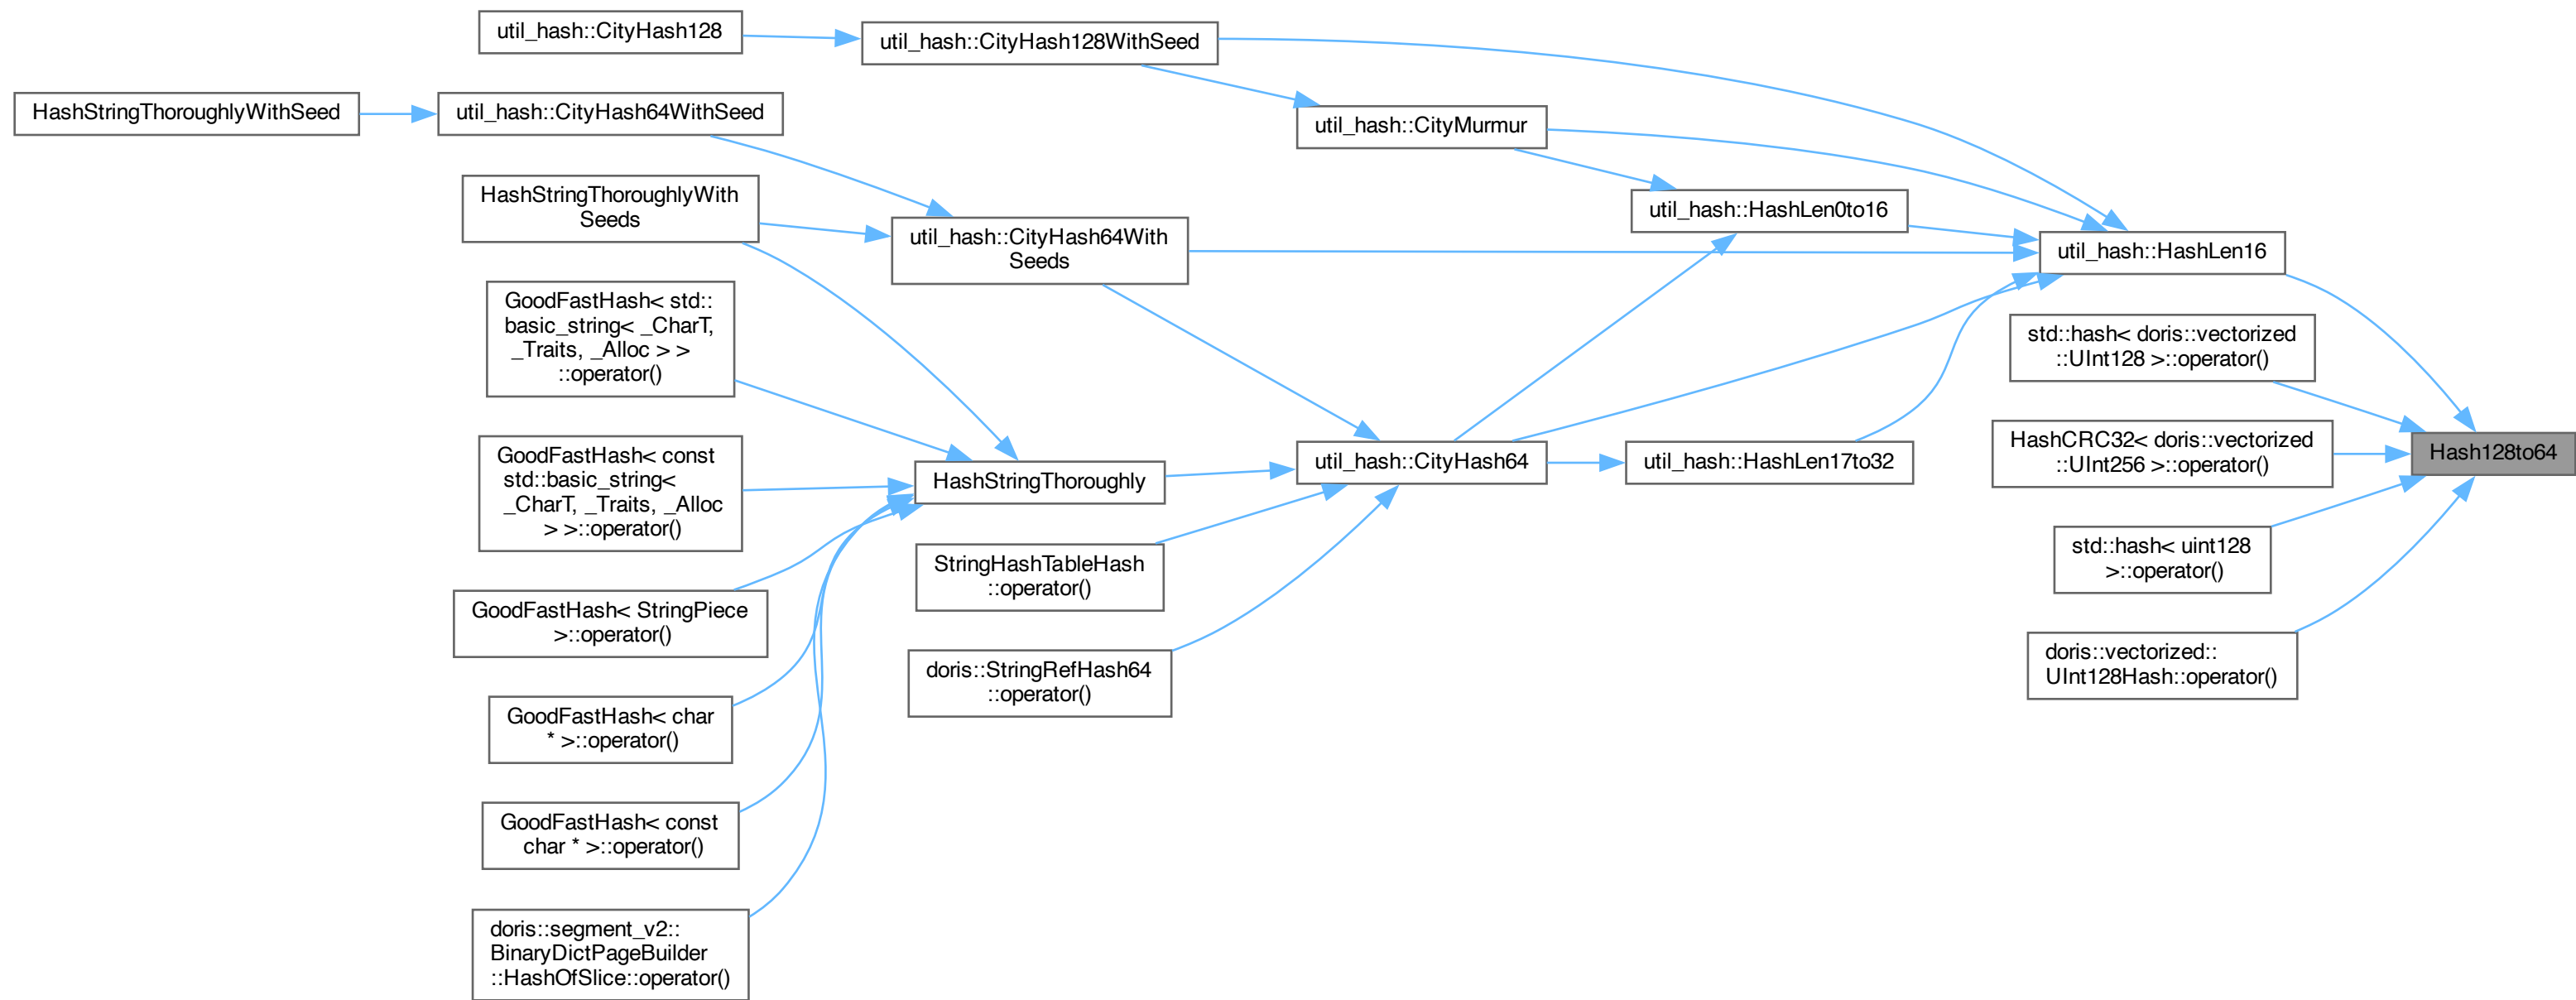 util_hash::CityHash128
util_hash::CityHash128WithSeed
HashStringThoroughlyWithSeed
util_hash::CityHash64WithSeed
util_hash::CityMurmur
HashStringThoroughlyWith
Seeds
util_hash::CityHash64With
Seeds
util_hash::HashLen0to16
util_hash::HashLen16
GoodFastHash< std::
basic_string< _CharT,
_Traits, _Alloc > >
::operator()
std::hash< doris::vectorized
::UInt128 >::operator()
GoodFastHash< const
std::basic_string<
_CharT, _Traits, _Alloc
> >::operator()
HashStringThoroughly
util_hash::CityHash64
util_hash::HashLen17to32
HashCRC32< doris::vectorized
::UInt256 >::operator()
Hash128to64
StringHashTableHash
::operator()
std::hash< uint128
>::operator()
GoodFastHash< StringPiece
>::operator()
doris::StringRefHash64
::operator()
doris::vectorized::
UInt128Hash::operator()
GoodFastHash< char
* >::operator()
GoodFastHash< const
char * >::operator()
doris::segment_v2::
BinaryDictPageBuilder
::HashOfSlice::operator()